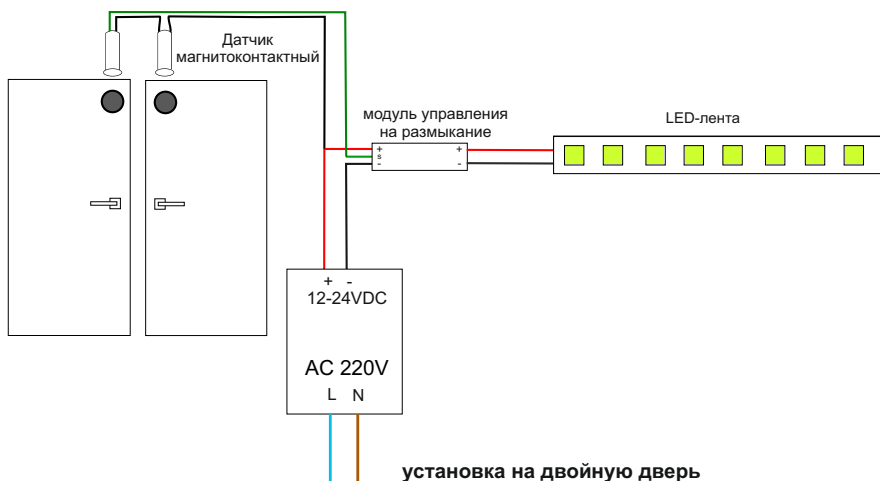 Датчик
магнитоконтактный
модуль управления
на размыкание
LED-лента
+ +
s
- -
+ -
12-24VDC
AC 220V
L N
установка на двойную дверь